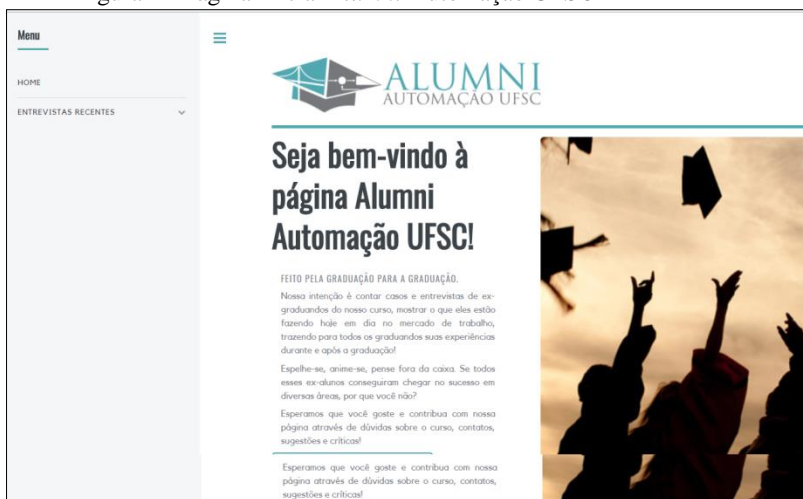 Menu
HOME
ENTREVISTAS RECENTES
ALUMNI
AUTOMAÇÃO UFSC
Seja bem-vindo à
página Alumni
Automação UFSC!
FEITO PELA GRADUAÇÃO PARA A GRADUAÇÃO.
Nossa intenção é contar casos e entrevistas de ex-
graduandos do nosso curso, mostrar o que eles estão
fazendo hoje em dia no mercado de trabalho,
trazendo para todos os graduandos suas experiências
durante e após a graduação!
Espelhe-se, anime-se, pense fora da caixa. Se todos
esses ex-alunos conseguiram chegar no sucesso em
diversas áreas, por que você não?
Esperamos que você goste e contribua com nossa
página através de dúvidas sobre o curso, contatos,
sugestões e críticas!
Esperamos que você goste e contribua com nossa
página através de dúvidas sobre o curso, contatos,
sugestões e críticas!